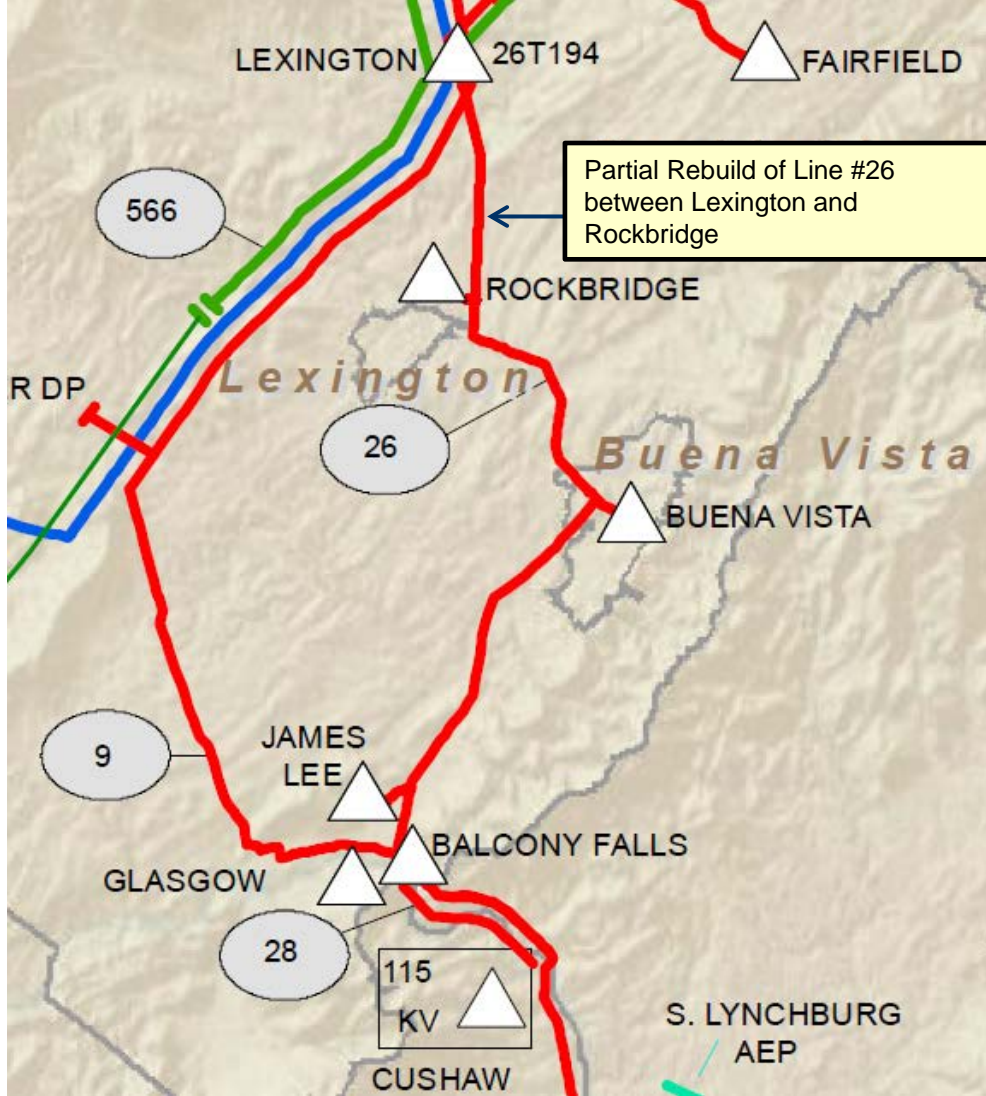 LEXINGTON
26T194
FAIRFIELD
Partial Rebuild of Line #26
between Lexington and
Rockbridge
566
ROCKBRIDGE
Lexington
R DP
26
Buena Vista
BUENA VISTA
9
JAMES
LEE
BALCONY FALLS
GLASGOW
28
115
KV
CUSHAW
S. LYNCHBURG
AEP